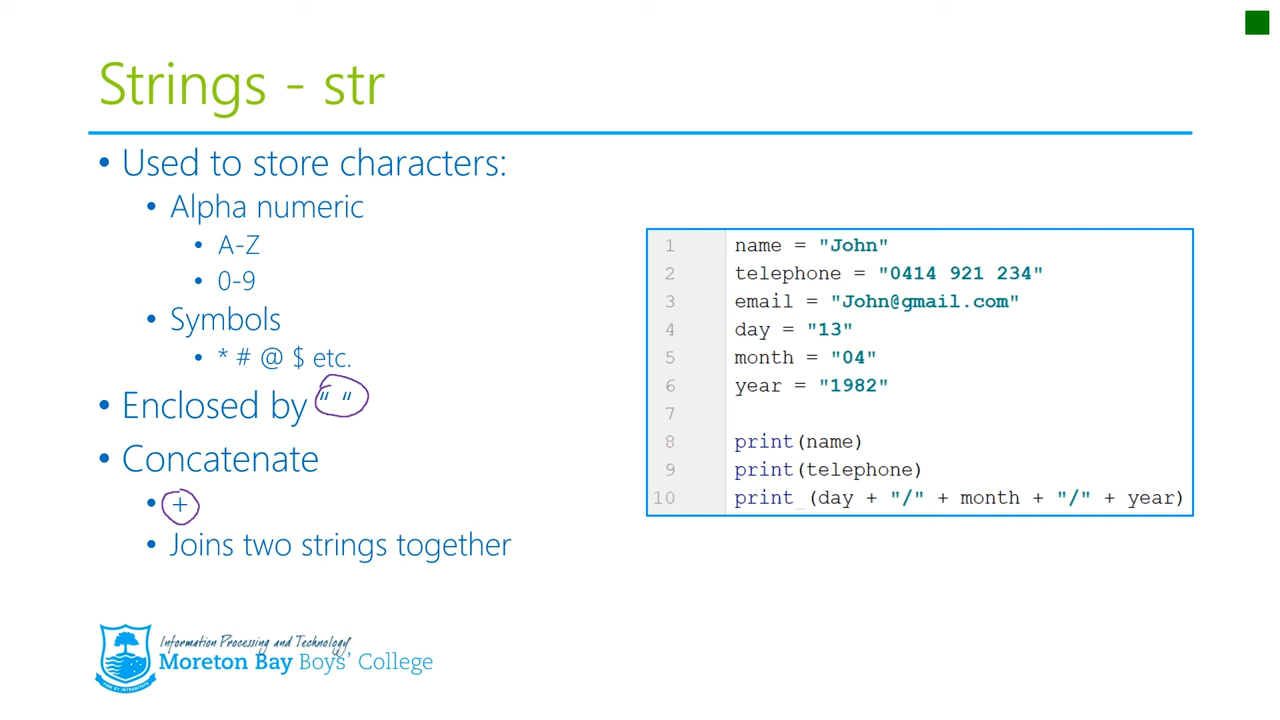 Strings - str
• Used to store characters:
• Alpha numeric
• A-Z
• 0-9
• Symbols
• * # @ $ etc.
• Enclosed by “ “
• Concatenate
• +
• Joins two strings together
1 name = "John"
2 telephone = "0414 921 234"
3 email = "John@gmail.com"
4 day = "13"
5 month = "04"
6 year = "1982"
7
8 print(name)
9 print(telephone)
10 print (day + "/" + month + "/" + year)
Information Processing and Technology
Moreton Bay Boys' College